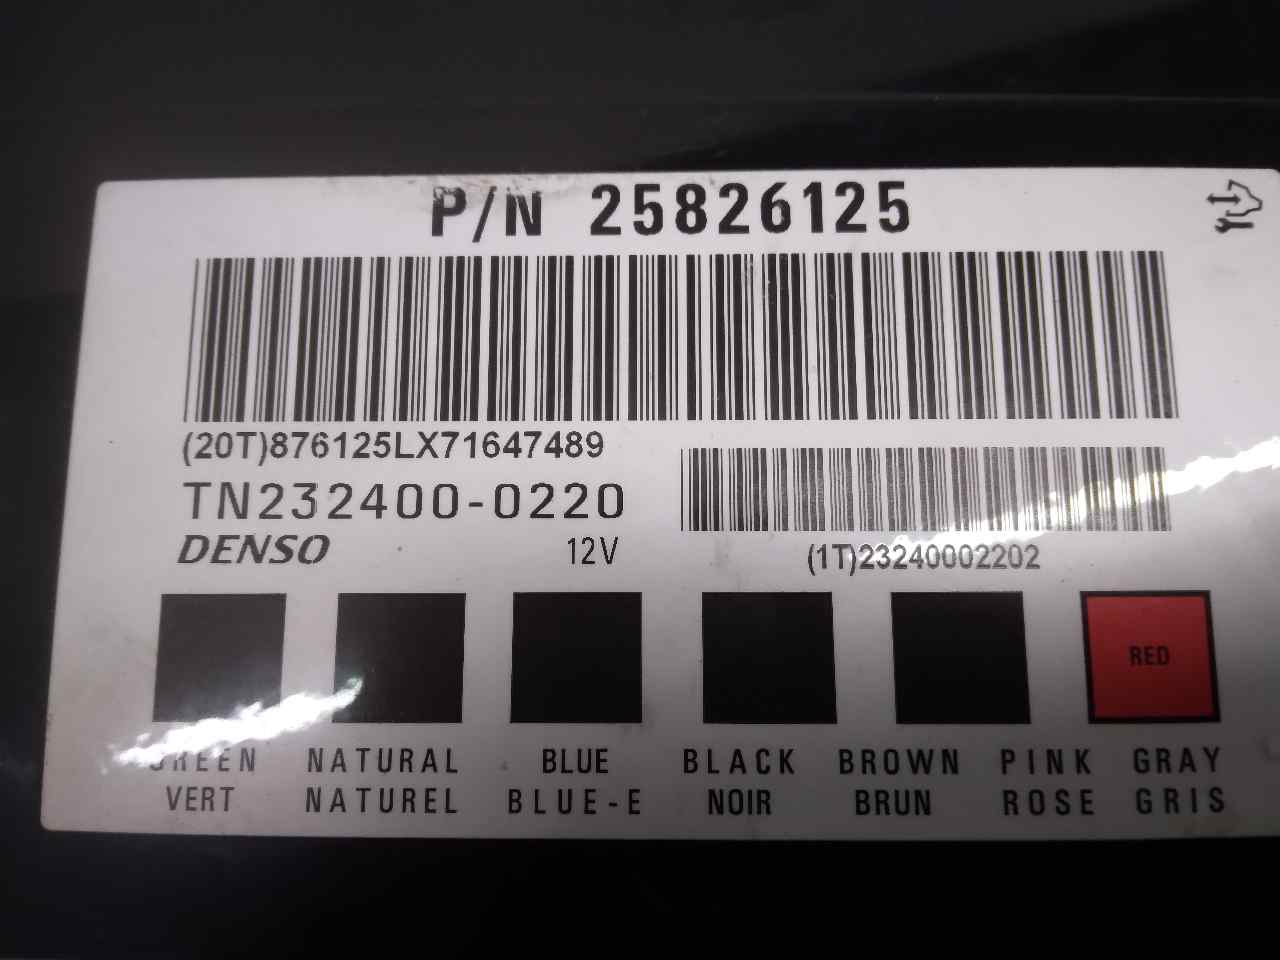 P/N 25826125
(20T)876125LX71647489
TN232400-0220
DENSO 12V
(1T)23240002202
RED
GREEN NATURAL BLUE BLACK BROWN PINK GRAY
VERT NATUREL BLUE-E NOIR BRUN ROSE GRIS